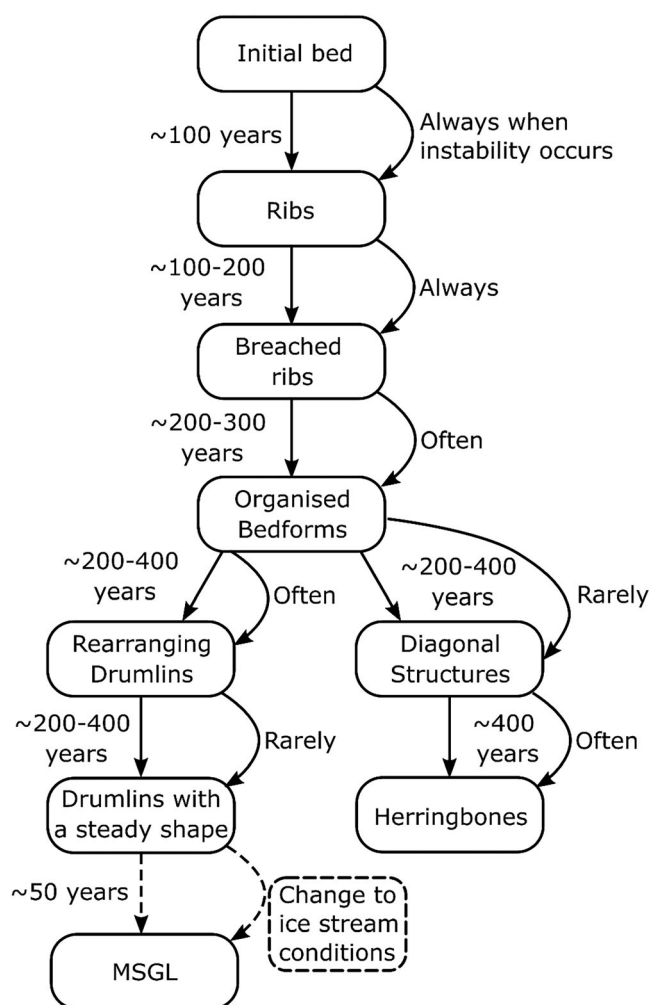 Initial bed
~100 years
Always when
instability occurs
Ribs
~100-200
years
Always
Breached
ribs
~200-300
years
Often
Organised
Bedforms
~200-400
years
Often
~200-400
years
Rarely
Rearranging
Drumlins
Diagonal
Structures
~200-400
years
Rarely
~400
years
Often
Drumlins with
a steady shape
Herringbones
~50 years
Change to
ice stream
conditions
MSGL